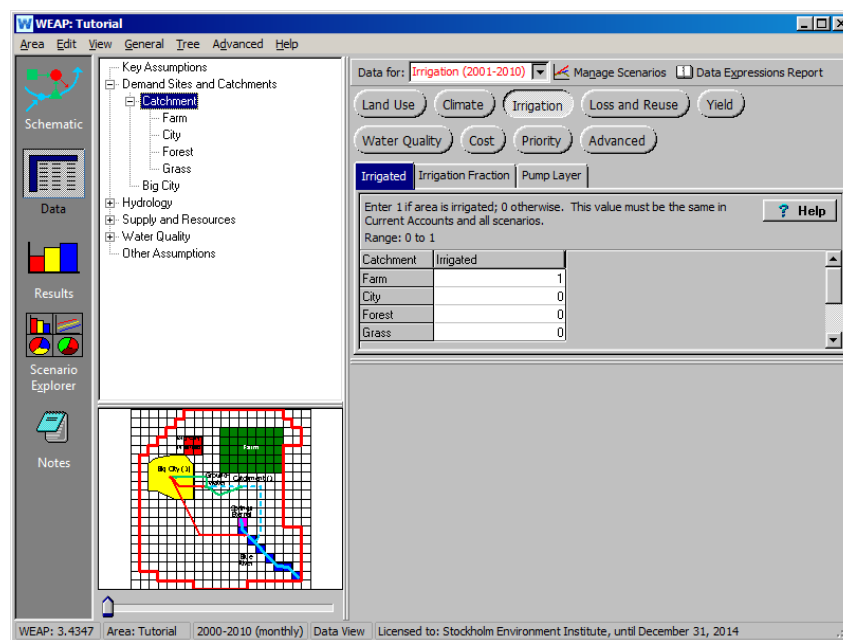 WEAP: Tutorial
Area Edit View General Tree Advanced Help
Schematic
Data
Results
Scenario
Explorer
Notes
Key Assumptions
Demand Sites and Catchments
Catchment
Farm
City
Forest
Grass
Big City
Hydrology
Supply and Resources
Water Quality
Other Assumptions
Data for: Irrigation (2001-2010) Manage Scenarios Data Expressions Report
Land Use Climate Irrigation Loss and Reuse Yield
Water Quality Cost Priority Advanced
Irrigated Irrigation Fraction Pump Layer
Enter 1 if area is irrigated; 0 otherwise. This value must be the same in
Current Accounts and all scenarios.
Range: 0 to 1
? Help
Catchment Irrigated
Farm 1
City 0
Forest 0
Grass 0
Farm
Big City (3)
Catchment ()
Blue
River
WEAP: 3.4347 Area: Tutorial 2000-2010 (monthly) Data View Licensed to: Stockholm Environment Institute, until December 31, 2014